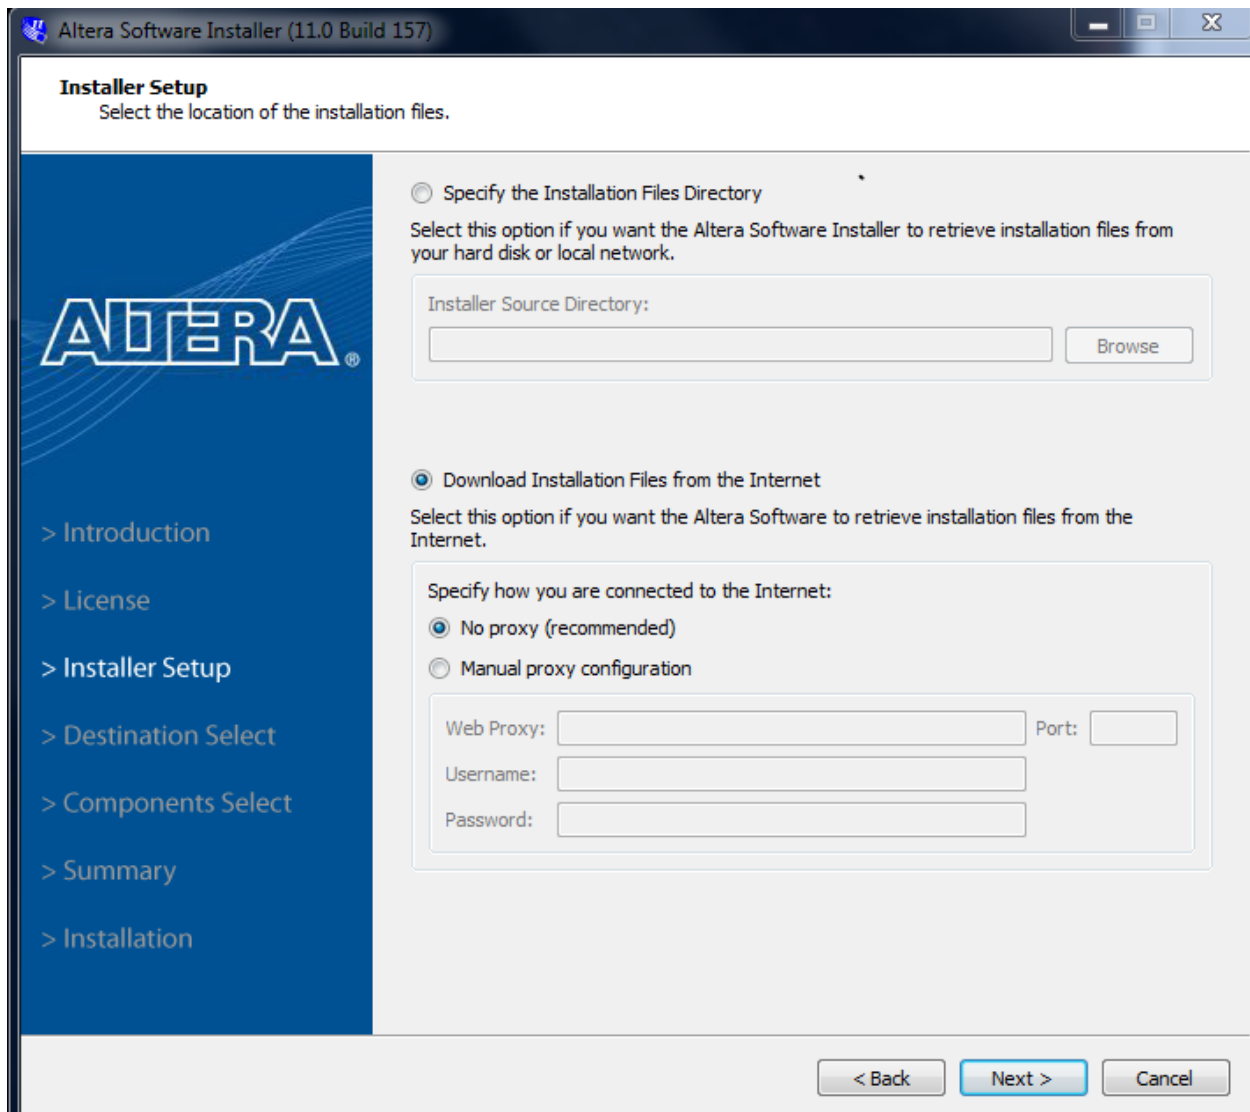 Altera Software Installer (11.0 Build 157)
Installer Setup
Select the location of the installation files.
ALTERA®
> Introduction
> License
> Installer Setup
> Destination Select
> Components Select
> Summary
> Installation
Specify the Installation Files Directory
Select this option if you want the Altera Software Installer to retrieve installation files from
your hard disk or local network.
Installer Source Directory:
Browse
Download Installation Files from the Internet
Select this option if you want the Altera Software to retrieve installation files from the
Internet.
Specify how you are connected to the Internet:
No proxy (recommended)
Manual proxy configuration
Web Proxy: Port:
Username:
Password:
< Back Next > Cancel